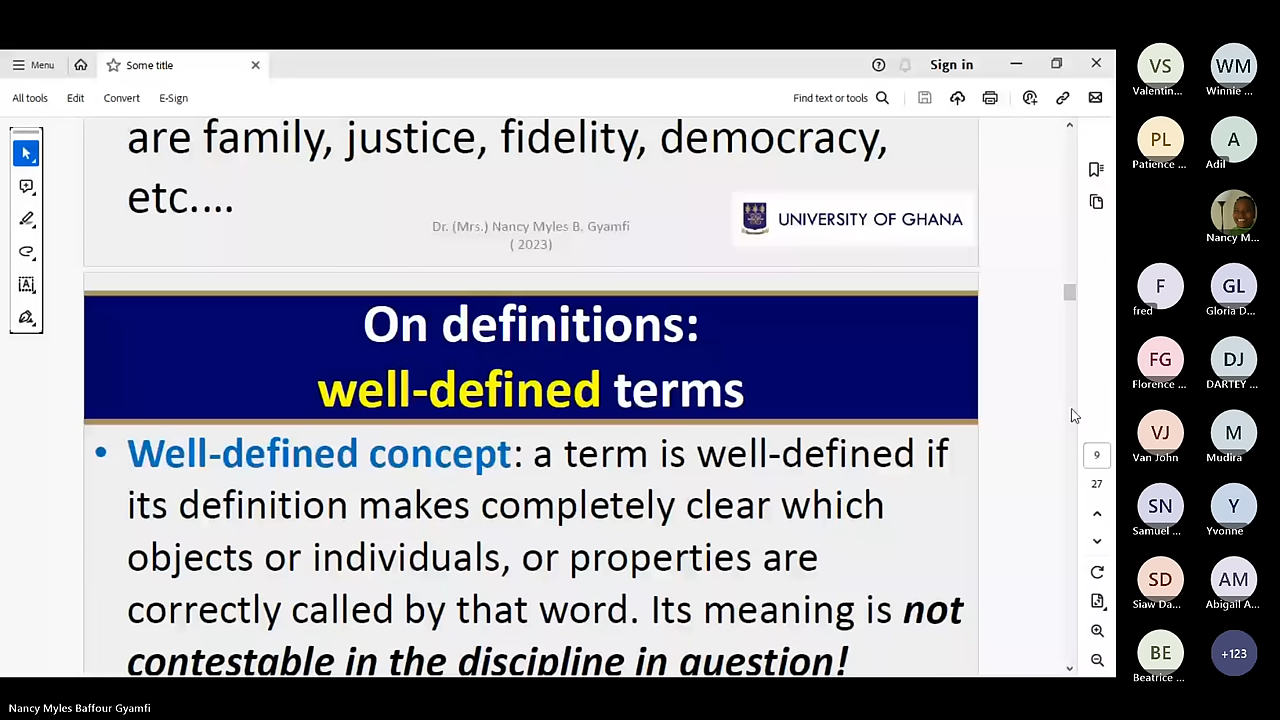 Menu
Some title
Sign in
All tools
Edit
Convert
E-Sign
Find text or tools
are family, justice, fidelity, democracy,
etc.…
Dr. (Mrs.) Nancy Myles B. Gyamfi
( 2023)
UNIVERSITY OF GHANA
On definitions:
well-defined terms
• Well-defined concept: a term is well-defined if
its definition makes completely clear which
objects or individuals, or properties are
correctly called by that word. Its meaning is not
contestable in the discipline in question!
9
27
VS
Valentin...
WM
Winnie ...
PL
Patience ...
A
Adil
Nancy M...
F
fred
GL
Gloria D...
FG
Florence ...
DJ
DARTEY ...
VJ
Van John
M
Mudira
SN
Samuel ...
Y
Yvonne
SD
Siaw Da...
AM
Abigail A...
BE
Beatrice ...
+123
Nancy Myles Baffour Gyamfi